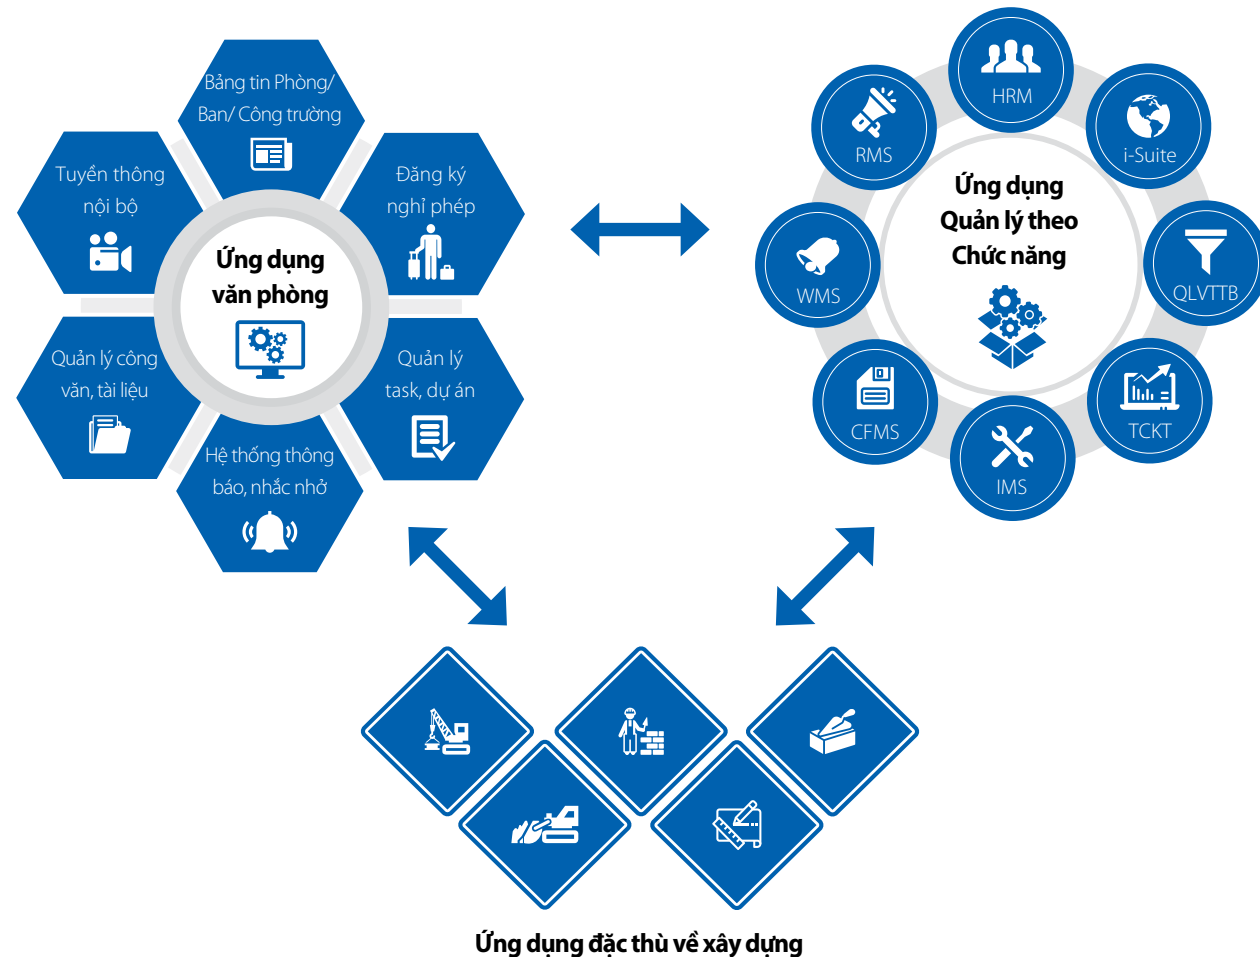 Bảng tin Phòng/
Ban/ Công trường
Tuyền thông
nội bộ
Đăng ký
nghỉ phép
Ứng dụng
văn phòng
Quản lý công
văn, tài liệu
Quản lý
task, dự án
Hệ thống thông
báo, nhắc nhở
HRM
RMS
i-Suite
Ứng dụng
Quản lý theo
Chức năng
WMS
QLVTTB
CFMS
TCKT
IMS
Ứng dụng đặc thù về xây dựng